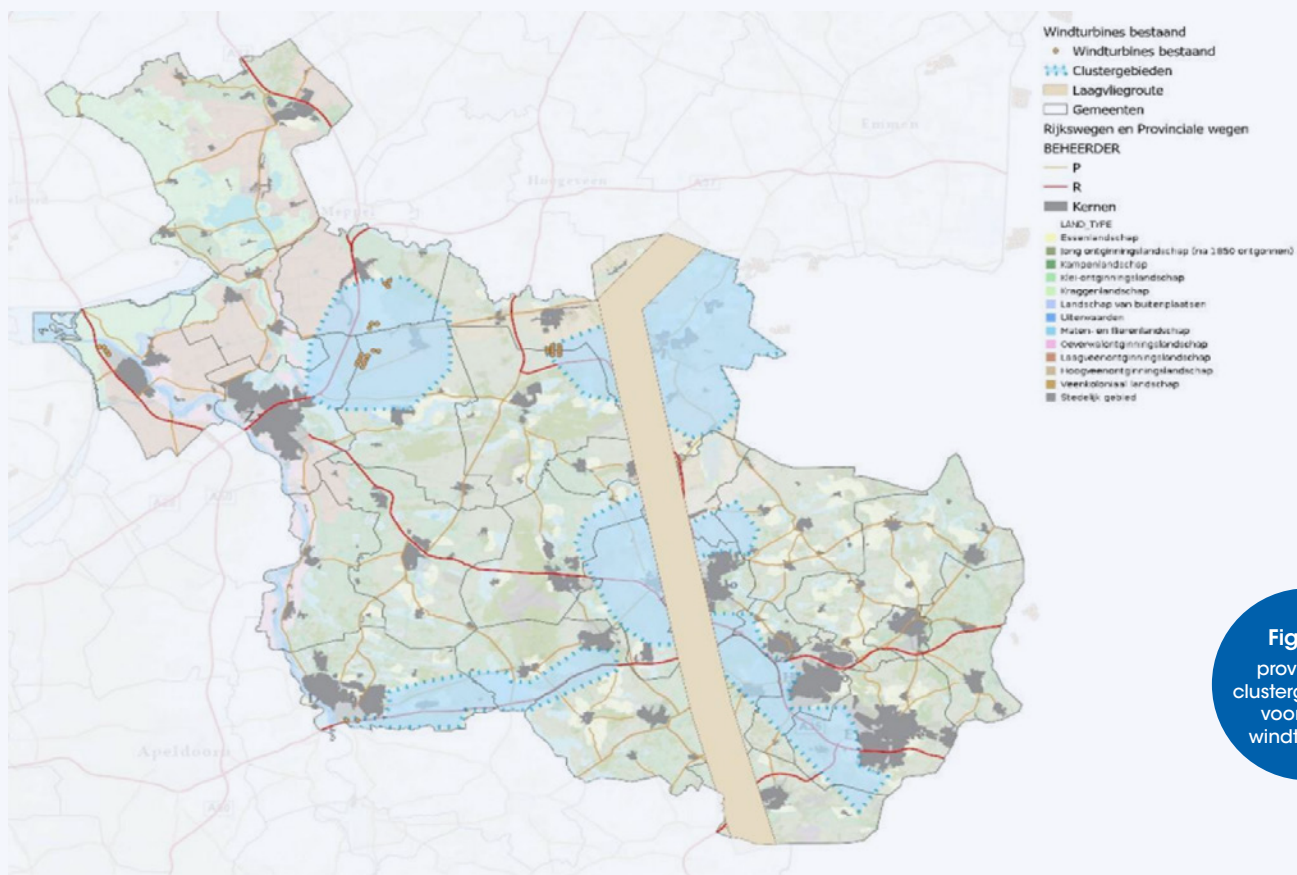 Windturbines bestaand
Windturbines bestaand
Clustergebieden
Laagvliegroute
Gemeenten
Rijkswegen en Provinciale wegen
BEHEERDER
P
R
Kernen
LAND_TYPE
Essenlandschap
Jong ontginningslandschap (na 1850 ontgonnen)
Kampenlandschap
Klei-ontginningslandschap
Kraggenlandschap
Landschap van buitenplaatsen
Uiterwaarden
Maten- en flierenlandschap
Oeverwalontginningslandschap
Laagveenontginningslandschap
Hoogveenontginningslandschap
Veenkoloniaal landschap
Stedelijk gebied
Emmen
Hoogeveen
Meppel
Apeldoorn
Fig
prov
clusterg
voor
windt